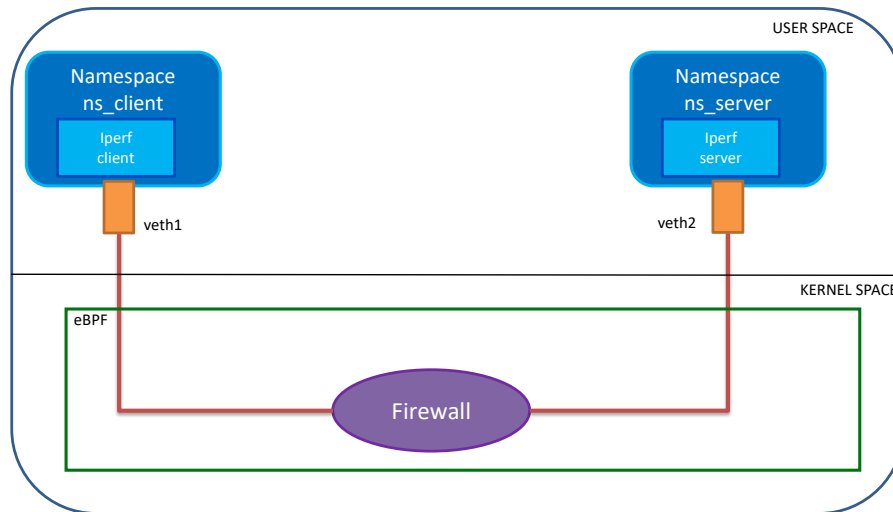 USER SPACE
Namespace
ns_client
Iperf
client
veth1
Namespace
ns_server
Iperf
server
veth2
KERNEL SPACE
eBPF
Firewall